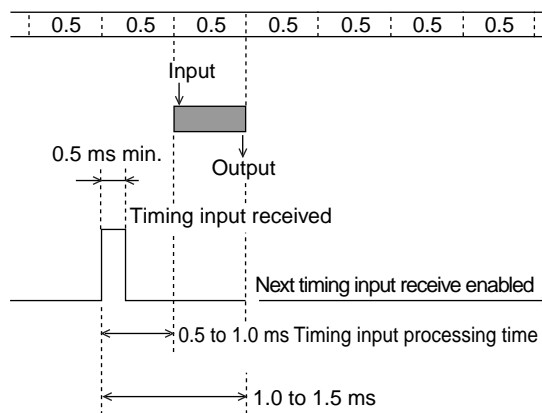 0.5 0.5 0.5 0.5 0.5 0.5 0.5
Input
0.5 ms min.
Output
Timing input received
Next timing input receive enabled
0.5 to 1.0 ms Timing input processing time
1.0 to 1.5 ms